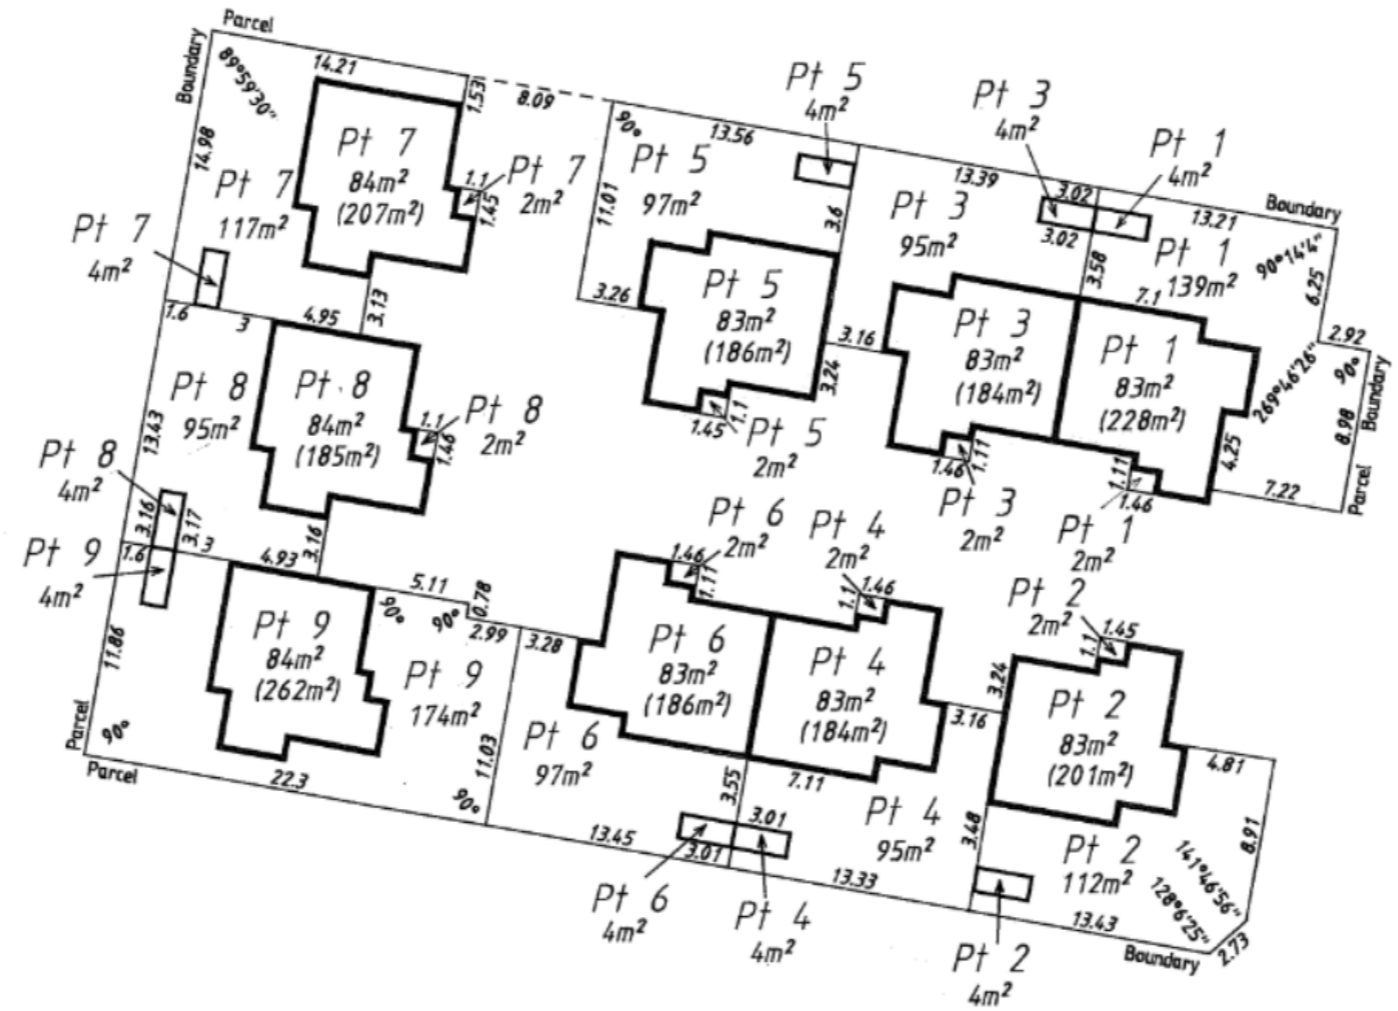 Parcel
Boundary
89°59'30"
14.21
1.53
8.09
14.98
Pt 7
84m²
(207m²)
Pt 7
117m²
1.1
1.45
Pt 7
2m²
Pt 7
4m²
1.6
3
4.95
3.13
90°
13.56
11.01
Pt 5
97m²
Pt 5
4m²
3.6
3.26
Pt 5
83m²
(186m²)
3.24
1.45
1.1
Pt 5
2m²
3.16
Pt 3
4m²
13.39
3.02
3.02
Pt 3
95m²
Pt 3
83m²
(184m²)
1.46
1.11
Pt 3
2m²
Pt 1
4m²
13.21
Boundary
3.58
Pt 1
139m²
7.1
90°14'4"
6.25
2.92
90°
Boundary
269°46'26"
8.98
Parcel
Pt 1
83m²
(228m²)
4.25
7.22
1.11
1.46
Pt 1
2m²
13.43
Pt 8
95m²
Pt 8
84m²
(185m²)
1.1
1.46
Pt 8
2m²
Pt 8
4m²
3.16
3.17
1.6
3
4.93
3.16
Pt 9
4m²
11.86
Parcel
90°
Parcel
Pt 9
84m²
(262m²)
5.11
90°
90°
0.78
2.99
Pt 9
174m²
22.3
90°
11.03
3.28
Pt 6
2m²
1.46
1.11
Pt 6
83m²
(186m²)
Pt 6
97m²
13.45
3.01
Pt 6
4m²
3.55
3.01
Pt 4
4m²
Pt 4
2m²
1.46
1.1
Pt 4
83m²
(184m²)
7.11
Pt 4
95m²
13.33
3.16
3.24
Pt 2
2m²
1.45
1.1
Pt 2
83m²
(201m²)
4.81
3.48
8.91
Pt 2
112m²
141°46'56"
128°6'25"
13.43
2.73
Boundary
Pt 2
4m²